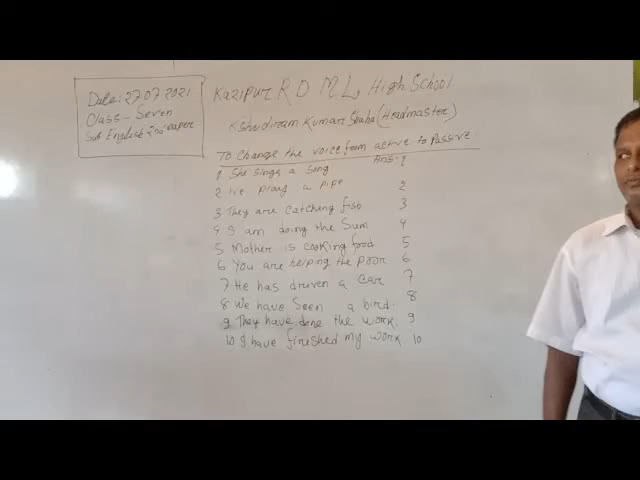 Date: 27.07.2021
Class - Seven
Sub English 2nd paper
Kazipur R D M L High School
Kshudiram Kumar Shaha (Headmaster)
To change the voice from active to Passive.
Ans: 1
1 She sings a song
2 plays a pipe 2
3 They are catching fish 3
4 I am doing the Sum 4
5 Mother is cooking food 5
6 You are helping the poor 6
7 He has driven a car 7
8 We have seen a bird. 8
9 They have done the work. 9
10 I have finished my work 10